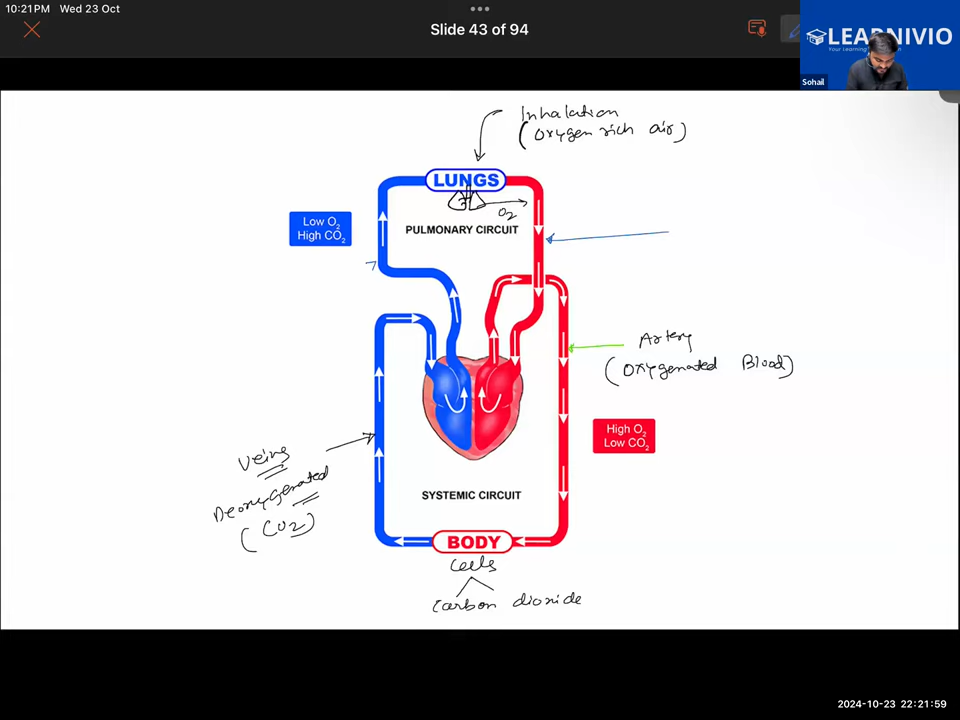 10:21PM Wed 23 Oct
Slide 43 of 94
LEARNIVIO
Sohail
Inhalation
(Oxygen rich air)
LUNGS
O2
Low O2
High CO2
PULMONARY CIRCUIT
Artery
(Oxygenated Blood)
High O2
Low CO2
Veins
Deoxygenated
(CO2)
SYSTEMIC CIRCUIT
BODY
Cells
Carbon dioxide
2024-10-23 22:21:59